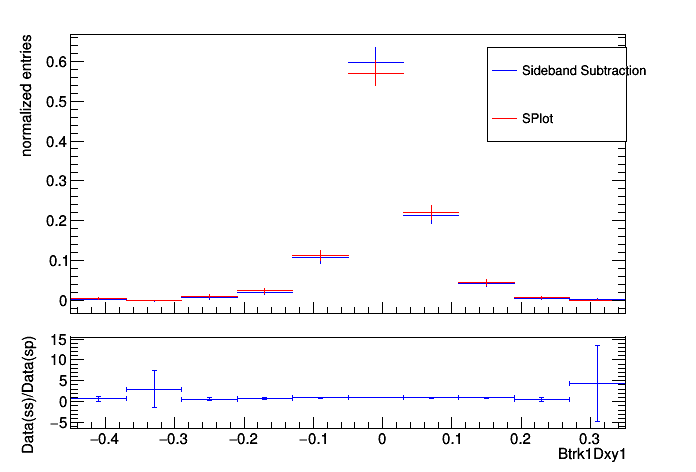 normalized entries
0.6
0.5
0.4
0.3
0.2
0.1
0
Sideband Subtraction
SPlot
Data(ss)/Data(sp)
15
10
5
0
−5
−0.4 −0.3 −0.2 −0.1 0 0.1 0.2 0.3
Btrk1Dxy1